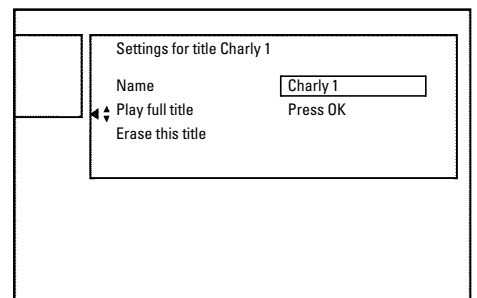 Settings for title Charly 1
Name Charly 1
Play full title Press OK
Erase this title